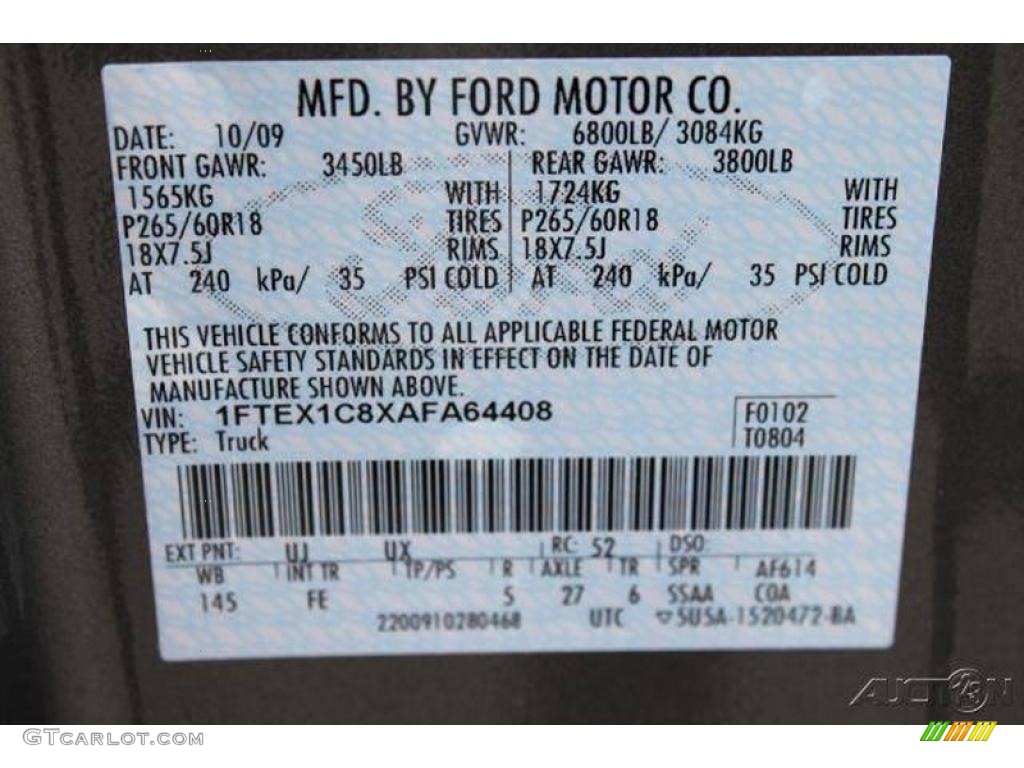 MFD. BY FORD MOTOR CO.
DATE: 10/09 GVWR: 6800LB/ 3084KG
FRONT GAWR: 3450LB REAR GAWR: 3800LB
1565KG WITH 1724KG WITH
P265/60R18 TIRES P265/60R18 TIRES
18X7.5J RIMS 18X7.5J RIMS
AT 240 kPa/ 35 PSI COLD AT 240 kPa/ 35 PSI COLD
THIS VEHICLE CONFORMS TO ALL APPLICABLE FEDERAL MOTOR
VEHICLE SAFETY STANDARDS IN EFFECT ON THE DATE OF
MANUFACTURE SHOWN ABOVE.
VIN: 1FTEX1C8XAFA64408 F0102
TYPE: Truck T0804
EXT PNT: UJ UX RC: 52 DSO:
WB INT TR TP/PS R AXLE TR SPR AF614
145 FE 5 27 6 SSAA COA
2200910280468 UTC 5U5A-1520472-BA
AUCTION 123
GTCARLOT.COM